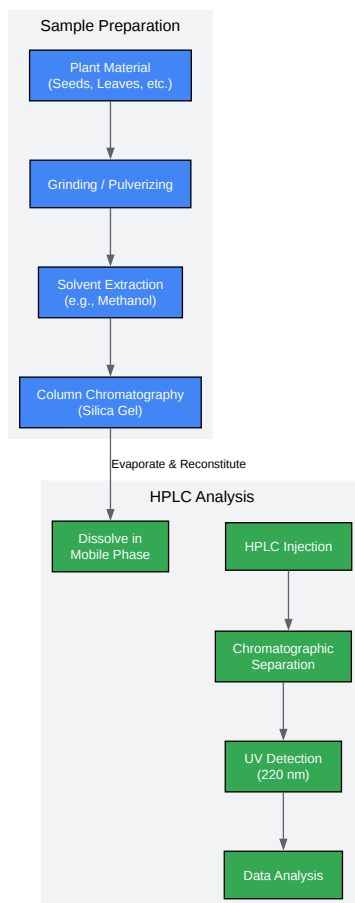 Sample Preparation
Plant Material
(Seeds, Leaves, etc.)
Grinding / Pulverizing
Solvent Extraction
(e.g., Methanol)
Column Chromatography
(Silica Gel)
Evaporate & Reconstitute
HPLC Analysis
Dissolve in
Mobile Phase
HPLC Injection
Chromatographic
Separation
UV Detection
(220 nm)
Data Analysis